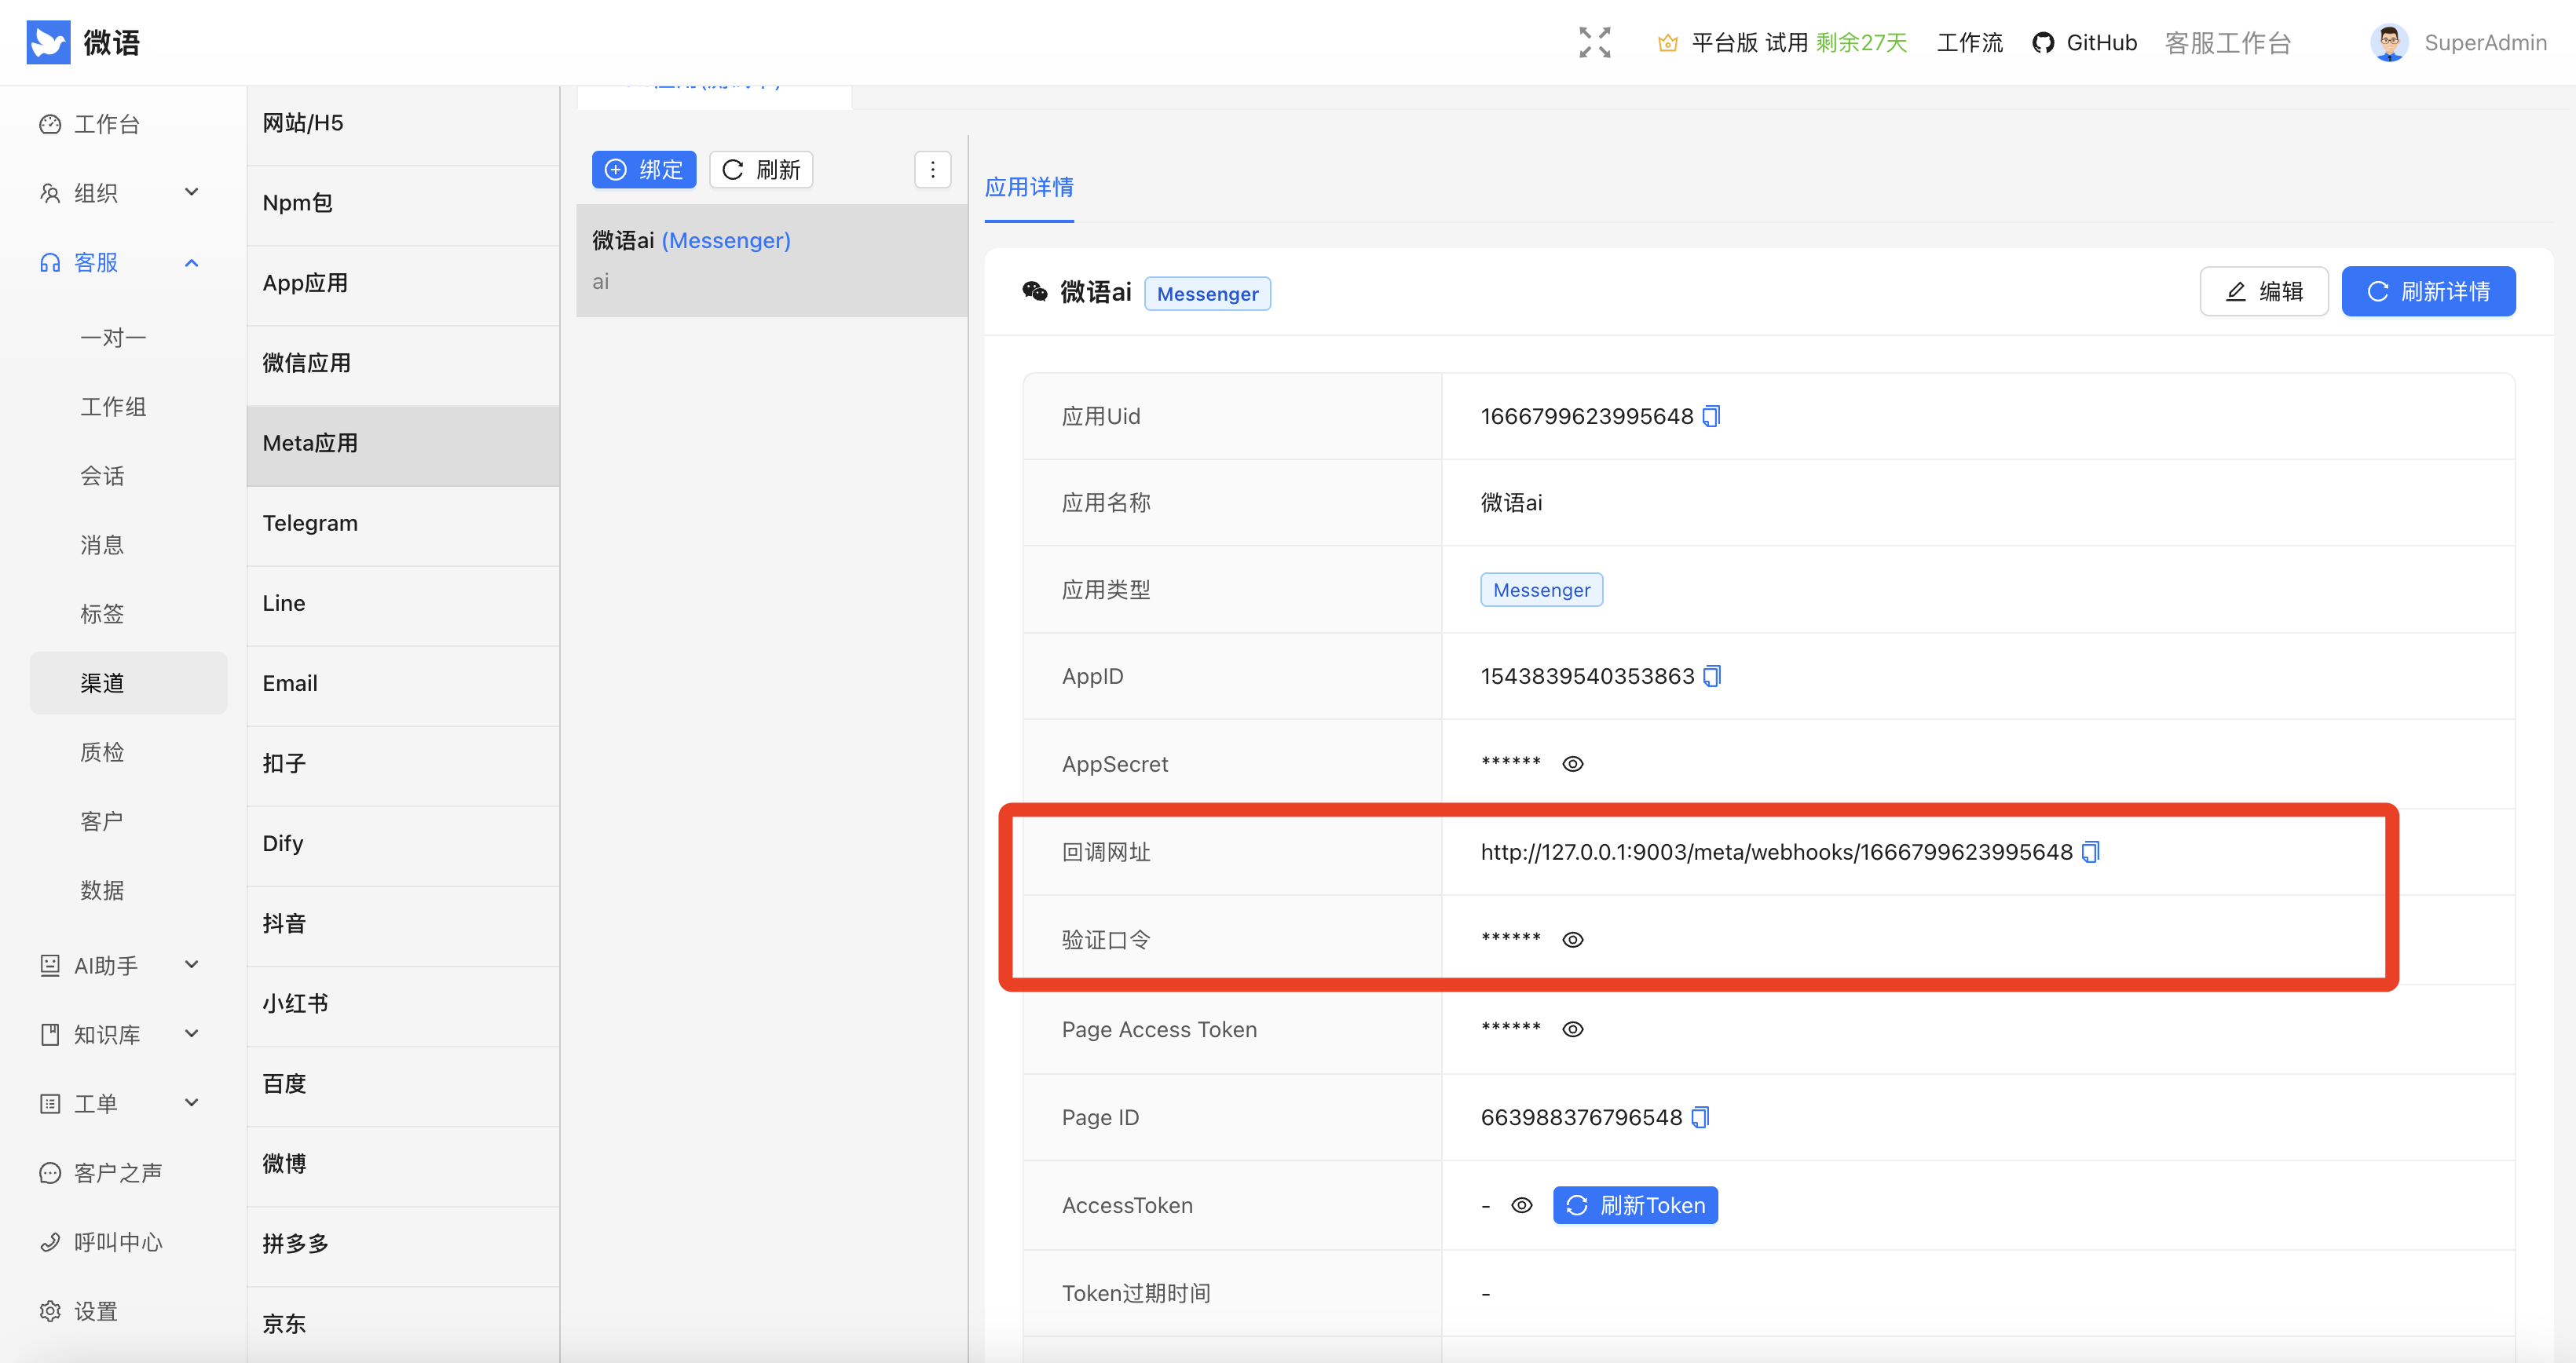 微语
平台版 试用 剩余27天
工作流
GitHub
客服工作台
SuperAdmin
工作台
组织
客服
一对一
工作组
会话
消息
标签
渠道
质检
客户
数据
AI助手
知识库
工单
客户之声
呼叫中心
设置
网站/H5
Npm包
App应用
微信应用
Meta应用
Telegram
Line
Email
扣子
Dify
抖音
小红书
百度
微博
拼多多
京东
绑定
刷新
微语ai (Messenger)
ai
应用详情
微语ai Messenger
编辑
刷新详情
应用Uid 1666799623995648
应用名称 微语ai
应用类型 Messenger
AppID 1543839540353863
AppSecret ******
回调网址 http://127.0.0.1:9003/meta/webhooks/1666799623995648
验证口令 ******
Page Access Token ******
Page ID 663988376796548
AccessToken - 刷新Token
Token过期时间 -